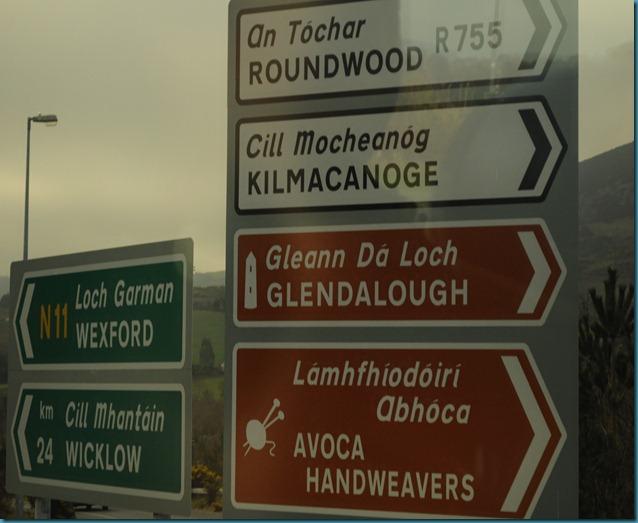 An Tóchar
ROUNDWOOD R755
Cill Mocheanóg
KILMACANOGE
Gleann Dá Loch
GLENDALOUGH
Lámhfhíodóirí
Abhóca
AVOCA
HANDWEAVERS
Loch Garman
N11 WEXFORD
km Cill Mhantáin
24 WICKLOW